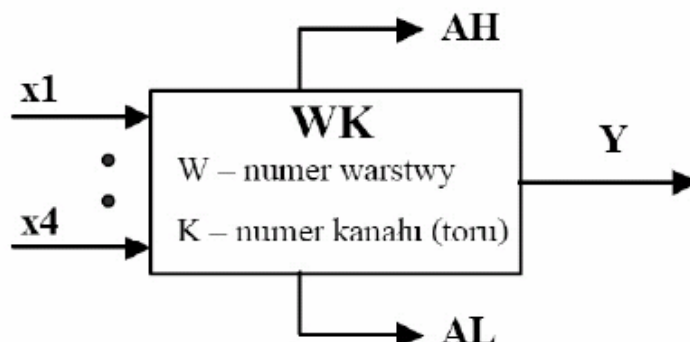 AH
x1
WK
Y
W – numer warstwy
K – numer kanału (toru)
x4
AL